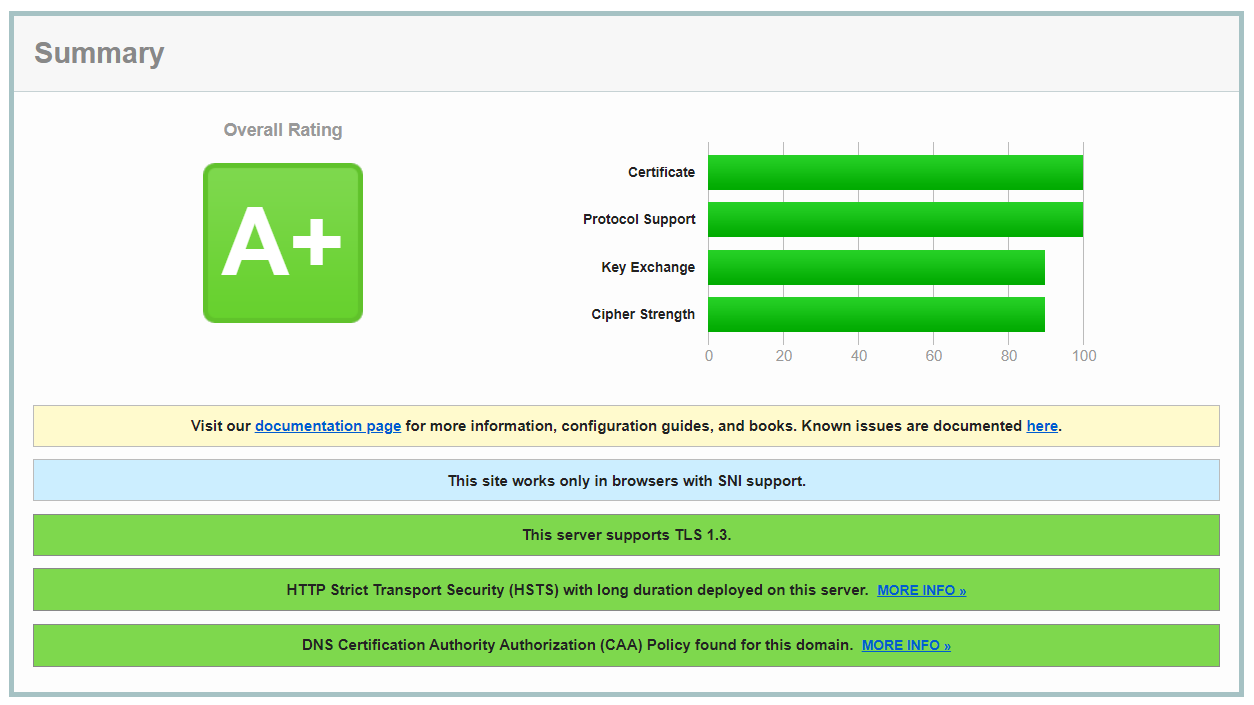 Summary
Overall Rating
A+
Certificate
Protocol Support
Key Exchange
Cipher Strength
0 20 40 60 80 100
Visit our documentation page for more information, configuration guides, and books. Known issues are documented here.
This site works only in browsers with SNI support.
This server supports TLS 1.3.
HTTP Strict Transport Security (HSTS) with long duration deployed on this server. MORE INFO »
DNS Certification Authority Authorization (CAA) Policy found for this domain. MORE INFO »